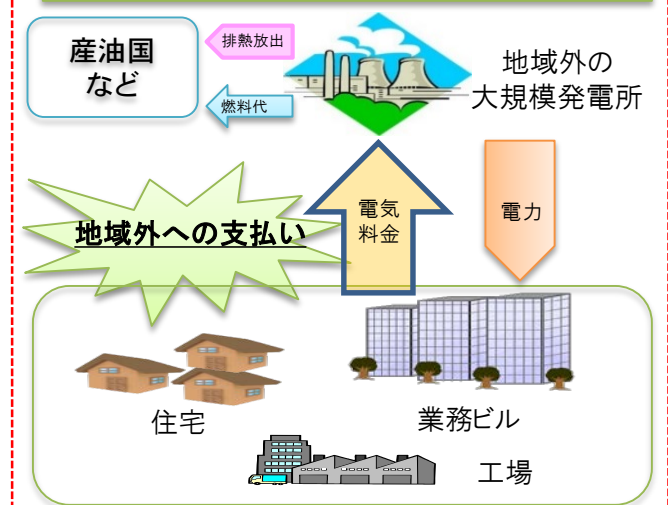 産油国
など
排熱放出
燃料代
地域外の
大規模発電所
地域外への支払い
電気
料金
電力
住宅
業務ビル
工場